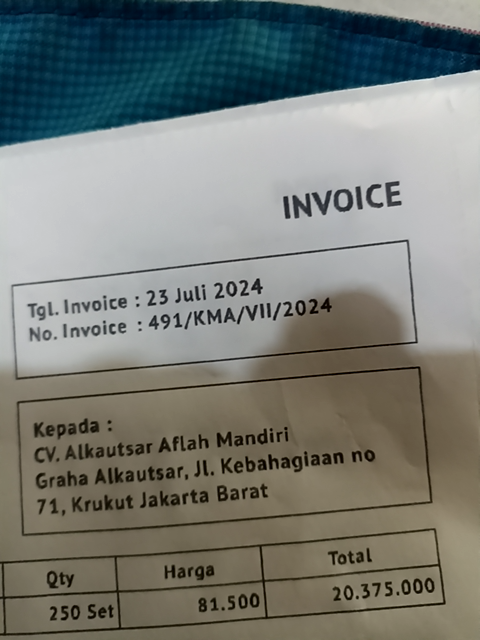 INVOICE
Tgl. Invoice : 23 Juli 2024
No. Invoice : 491/KMA/VII/2024
Kepada :
CV. Alkautsar Aflah Mandiri
Graha Alkautsar, Jl. Kebahagiaan no
71, Krukut Jakarta Barat
Qty Harga Total
250 Set 81.500 20.375.000